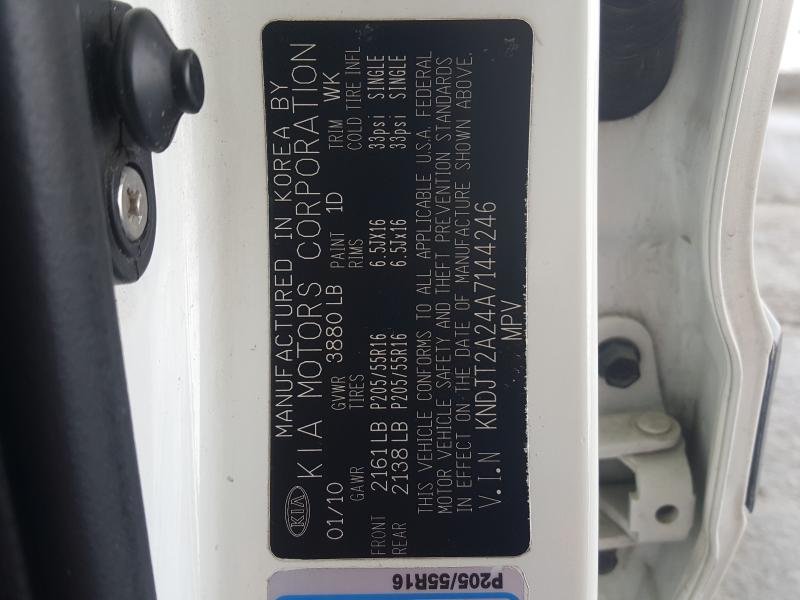 MANUFACTURED IN KOREA BY
KIA KIA MOTORS CORPORATION
01/10 GVWR 3880 LB PAINT 1D TRIM WK
GAWR TIRES RIMS COLD TIRE INFL
FRONT 2161 LB P205/55R16 6.5JX16 33psi SINGLE
REAR 2138 LB P205/55R16 6.5JX16 33psi SINGLE
THIS VEHICLE CONFORMS TO ALL APPLICABLE U.S.A. FEDERAL
MOTOR VEHICLE SAFETY AND THEFT PREVENTION STANDARDS
IN EFFECT ON THE DATE OF MANUFACTURE SHOWN ABOVE.
V.I.N KNDJT2A24A7144246
MPV
P205/55R16